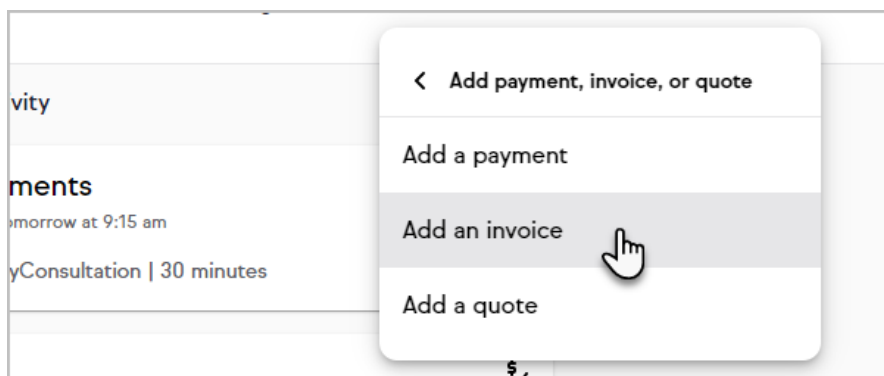 Add payment, invoice, or quote
vity
Add a payment
ments
omorrow at 9:15 am
Add an invoice
yConsultation | 30 minutes
Add a quote
$